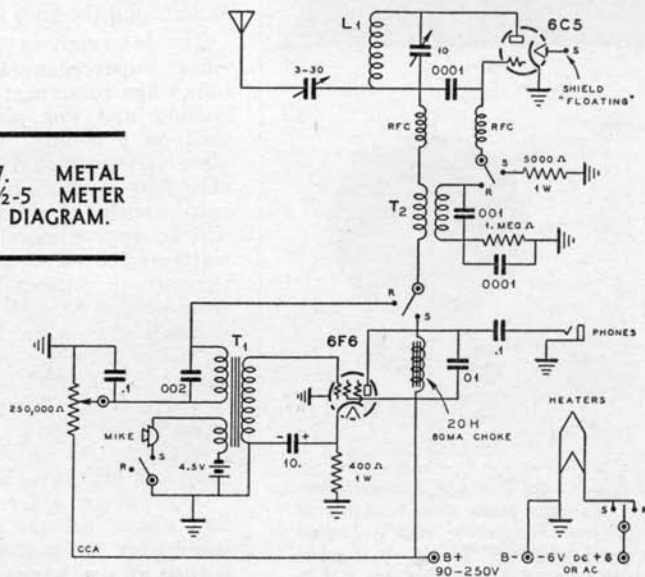 7. METAL
½-5 METER
DIAGRAM.
L1
6C5
10
3-30
0001
S
SHIELD
"FLOATING"
RFC
RFC
S
5000 Ω
1 W
R
T2
001
1. MEG Ω
0001
R
S
T1
6F6
.1
PHONES
.1
002
01
250,000 Ω
20 H
80MA CHOKE
HEATERS
MIKE
S
R
4.5V
- +
10.
400 Ω
1 W
S
CCA
B+
90-250V
B-
-6V DC +6
OR AC